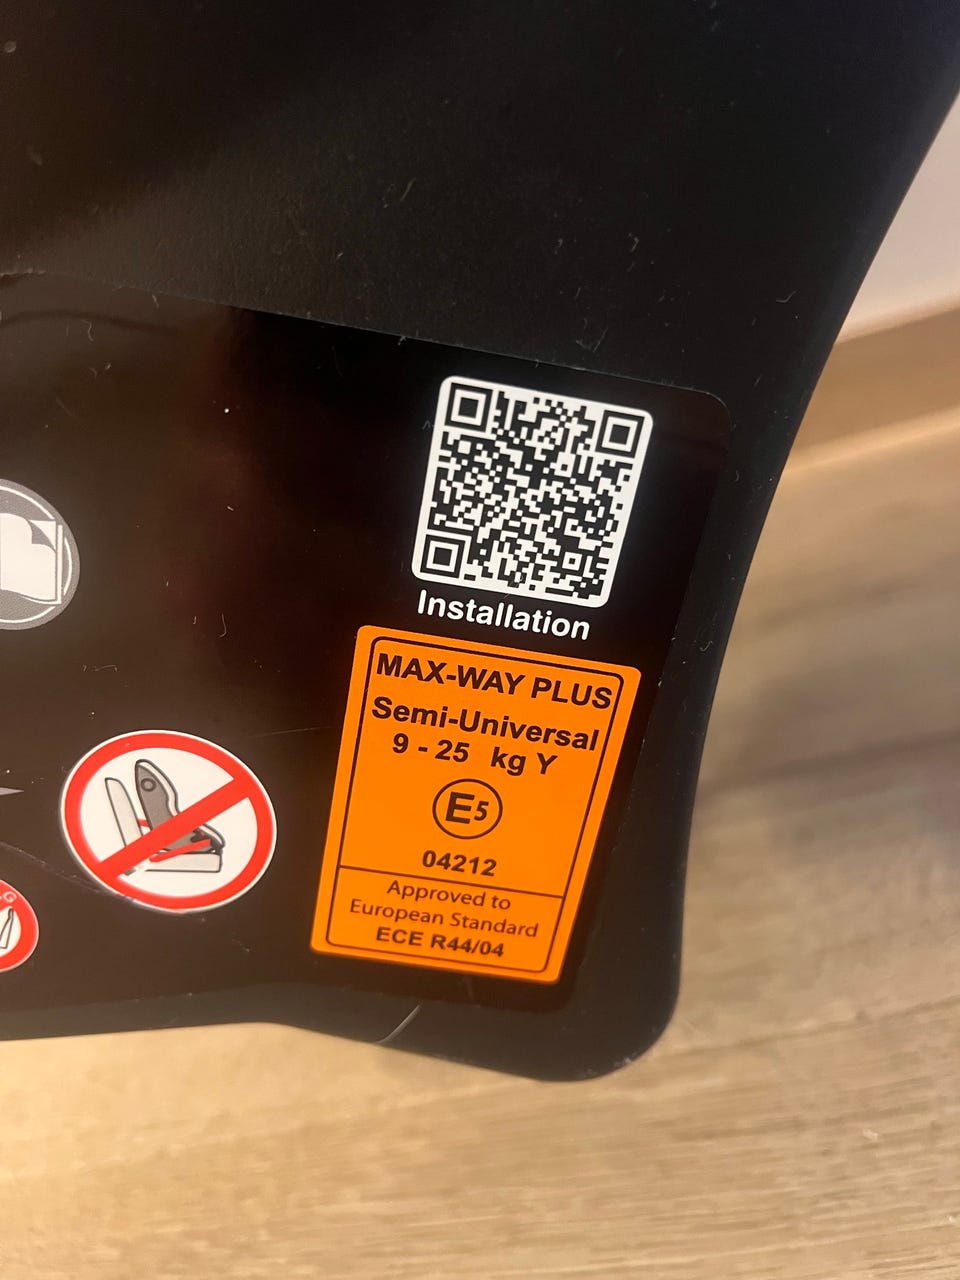 Installation
MAX-WAY PLUS
Semi-Universal
9 - 25 kg Y
E5
04212
Approved to
European Standard
ECE R44/04